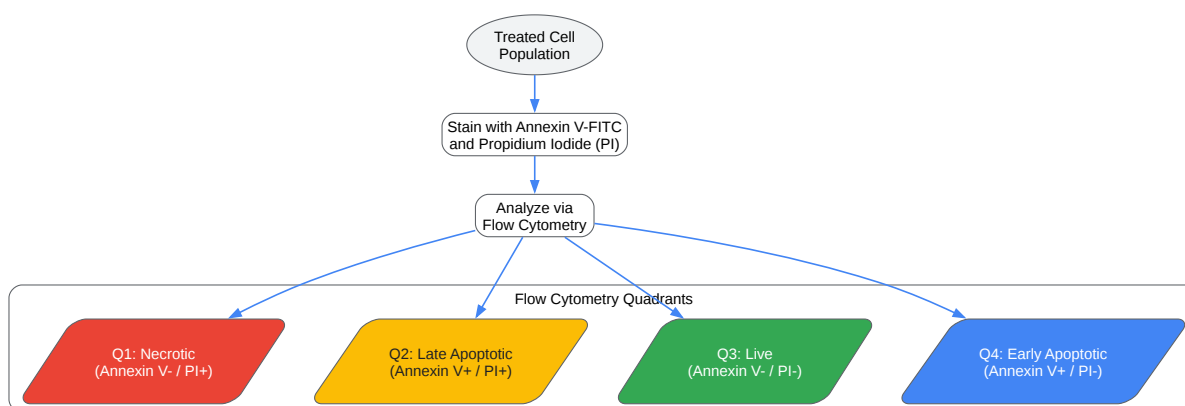 Treated Cell
Population
Stain with Annexin V-FITC
and Propidium Iodide (PI)
Analyze via
Flow Cytometry
Flow Cytometry Quadrants
Q1: Necrotic
(Annexin V- / PI+)
Q2: Late Apoptotic
(Annexin V+ / PI+)
Q3: Live
(Annexin V- / PI-)
Q4: Early Apoptotic
(Annexin V+ / PI-)